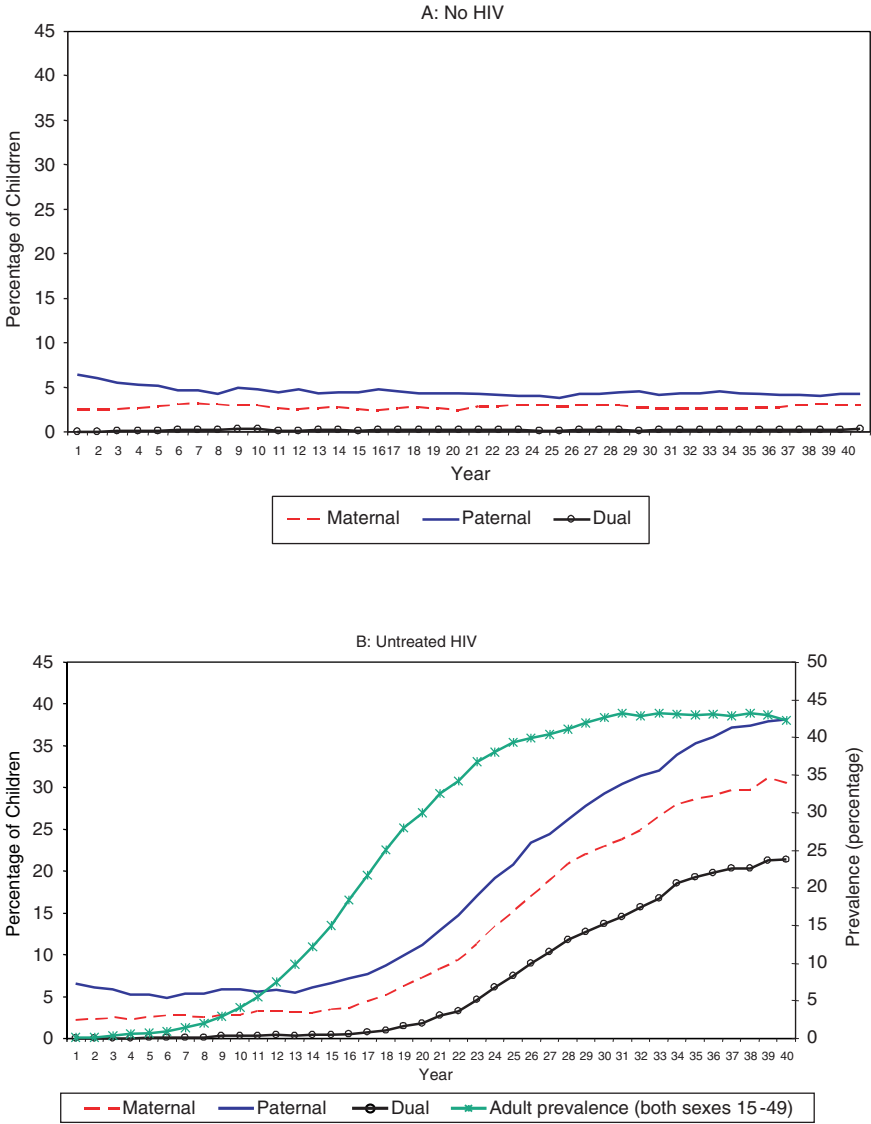 A: No HIV
45
40
35
30
25
20
15
10
5
0
Percentage of Childrren
1 2 3 4 5 6 7 8 9 10 11 12 13 14 15 1617 18 19 20 21 22 23 24 25 26 27 28 29 30 31 32 33 34 35 37 38 39 40
Year
Maternal Paternal Dual
B: Untreated HIV
45
40
35
30
25
20
15
10
5
0
Percentage of Children
50
45
40
35
30
25
20
15
10
5
0
Prevalence (percentage)
1 2 3 4 5 6 7 8 9 10 11 12 13 14 15 16 17 18 19 20 21 22 23 24 25 26 27 28 29 30 31 32 33 34 35 36 37 38 39 40
Year
Maternal Paternal Dual Adult prevalence (both sexes 15-49)